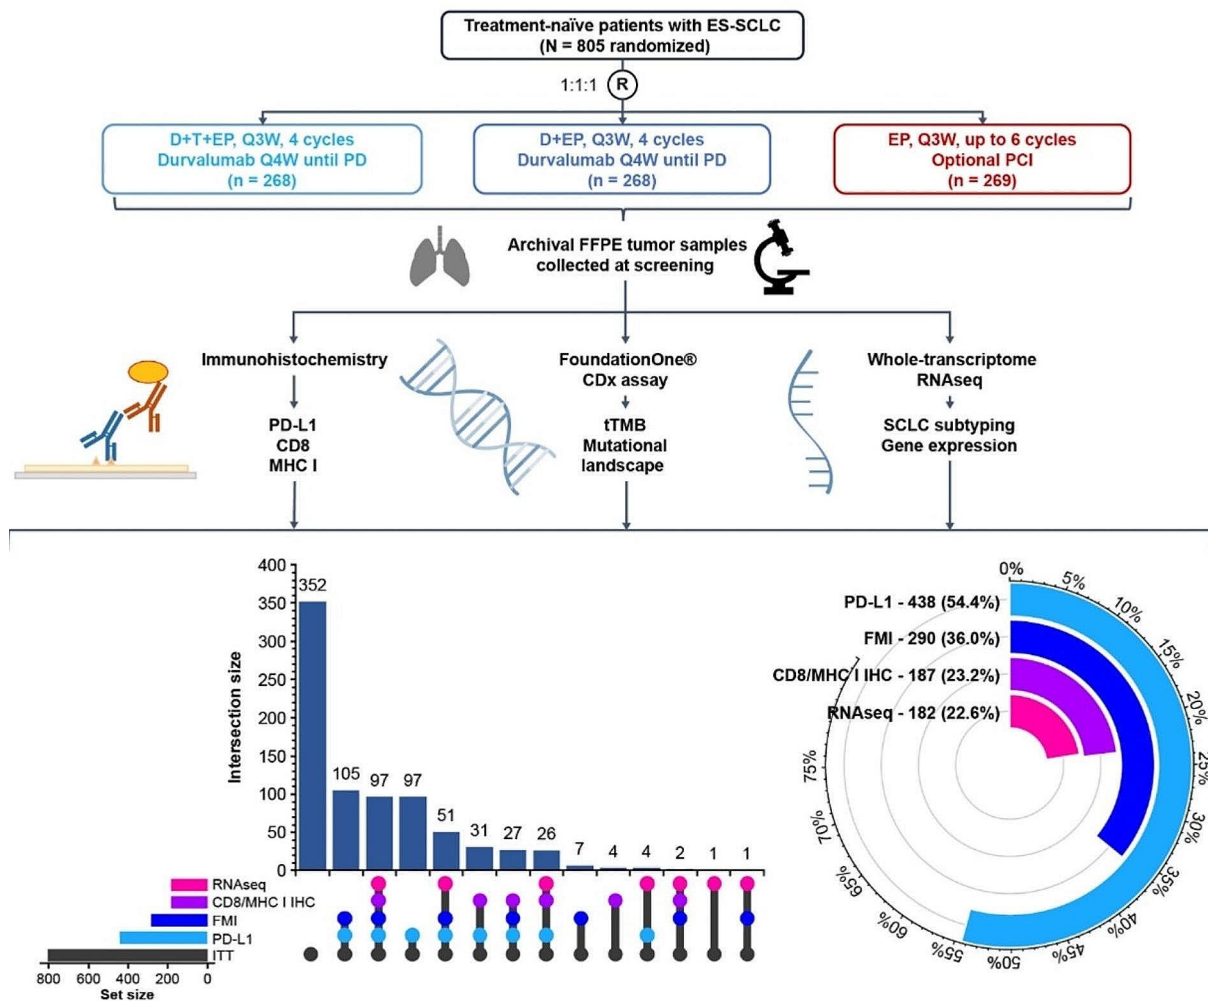 Treatment-naïve patients with ES-SCLC
(N = 805 randomized)
1:1:1
R
D+T+EP, Q3W, 4 cycles
Durvalumab Q4W until PD
(n = 268)
D+EP, Q3W, 4 cycles
Durvalumab Q4W until PD
(n = 268)
EP, Q3W, up to 6 cycles
Optional PCI
(n = 269)
Archival FFPE tumor samples
collected at screening
Immunohistochemistry
PD-L1
CD8
MHC I
FoundationOne®
CDx assay
tTMB
Mutational
landscape
Whole-transcriptome
RNAseq
SCLC subtyping
Gene expression
Intersection size
400
350
300
250
200
150
100
50
0
352
105
97
97
51
31
27
26
7
4
4
2
1
1
RNAseq
CD8/MHC I IHC
FMI
PD-L1
ITT
800
600
400
200
0
Set size
PD-L1 - 438 (54.4%)
FMI - 290 (36.0%)
CD8/MHC I IHC - 187 (23.2%)
RNAseq - 182 (22.6%)
0%
5%
10%
15%
20%
25%
30%
35%
40%
45%
50%
55%
60%
65%
70%
75%